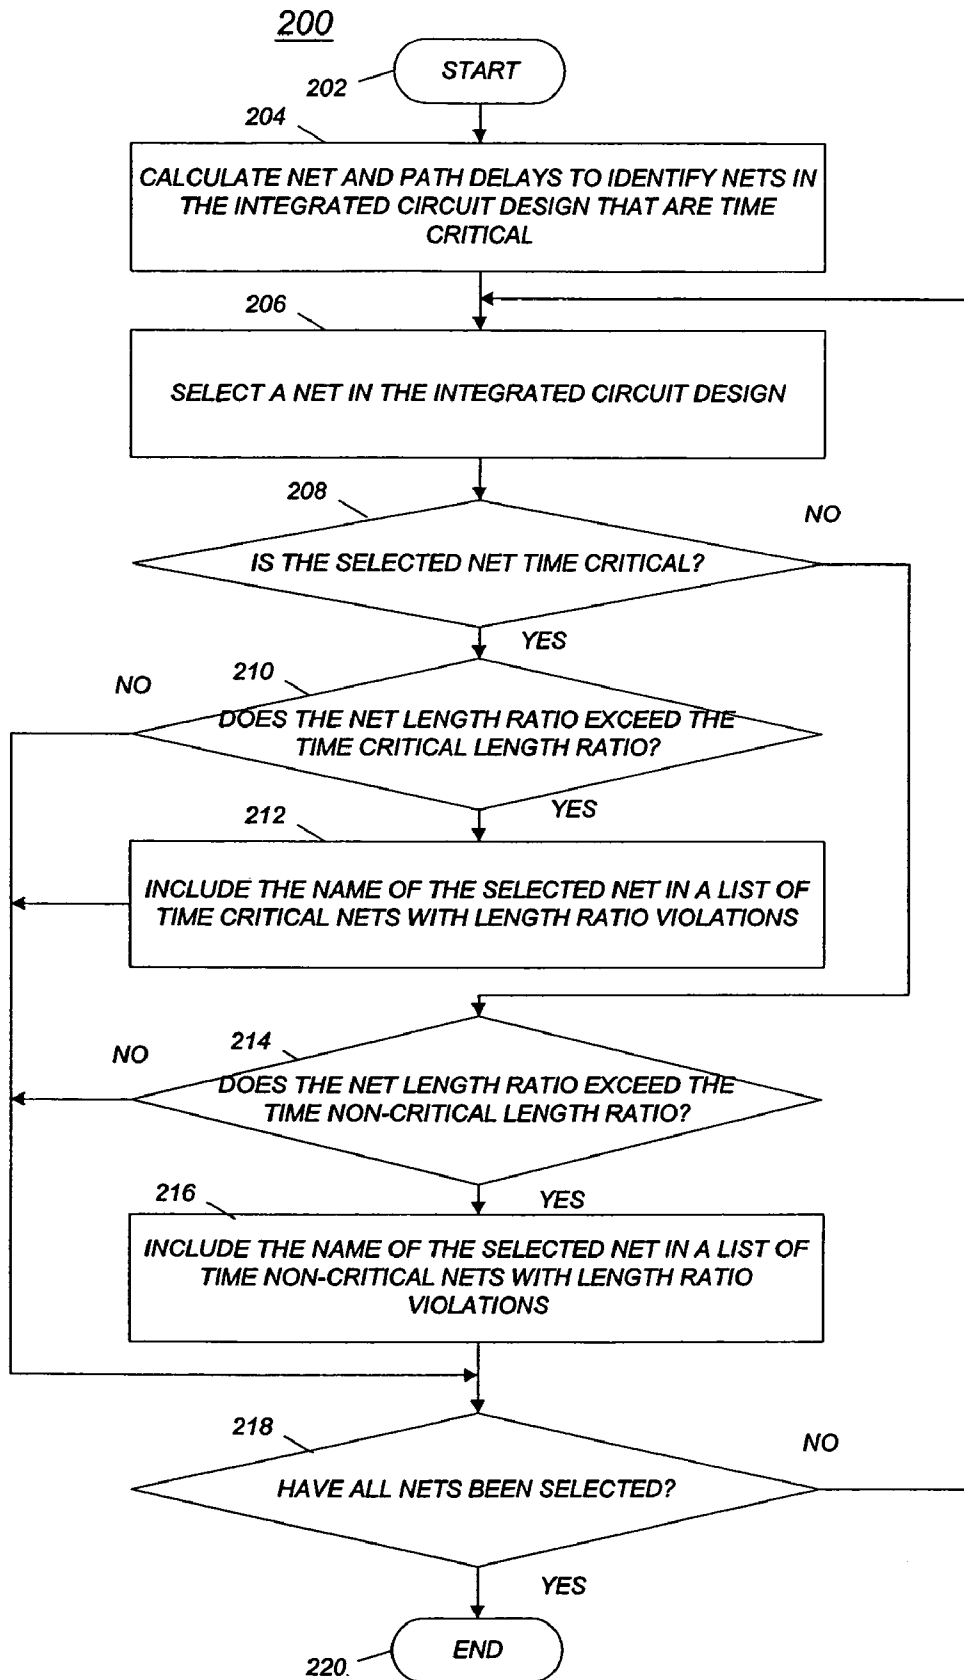 200
START
202
204
CALCULATE NET AND PATH DELAYS TO IDENTIFY NETS IN
THE INTEGRATED CIRCUIT DESIGN THAT ARE TIME
CRITICAL
206
SELECT A NET IN THE INTEGRATED CIRCUIT DESIGN
208
NO
IS THE SELECTED NET TIME CRITICAL?
YES
210
NO
DOES THE NET LENGTH RATIO EXCEED THE
TIME CRITICAL LENGTH RATIO?
YES
212
INCLUDE THE NAME OF THE SELECTED NET IN A LIST OF
TIME CRITICAL NETS WITH LENGTH RATIO VIOLATIONS
214
NO
DOES THE NET LENGTH RATIO EXCEED THE
TIME NON-CRITICAL LENGTH RATIO?
YES
216
INCLUDE THE NAME OF THE SELECTED NET IN A LIST OF
TIME NON-CRITICAL NETS WITH LENGTH RATIO
VIOLATIONS
218
NO
HAVE ALL NETS BEEN SELECTED?
YES
END
220